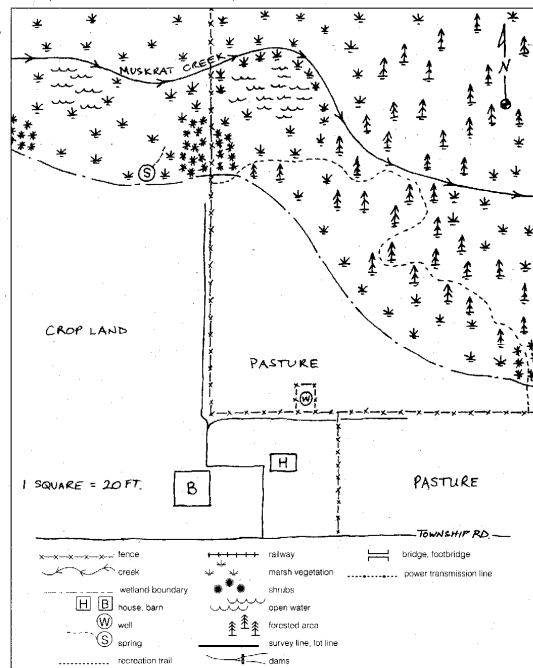 MUSKRAT CREEK
N
S
CROP LAND
PASTURE
W
H
1 SQUARE = 20 FT.
B
PASTURE
TOWNSHIP RD.
fence
railway
bridge, footbridge
creek
marsh vegetation
power transmission line
wetland boundary
shrubs
H B house, barn
open water
W well
forested area
S spring
survey line, lot line
recreation trail
dams